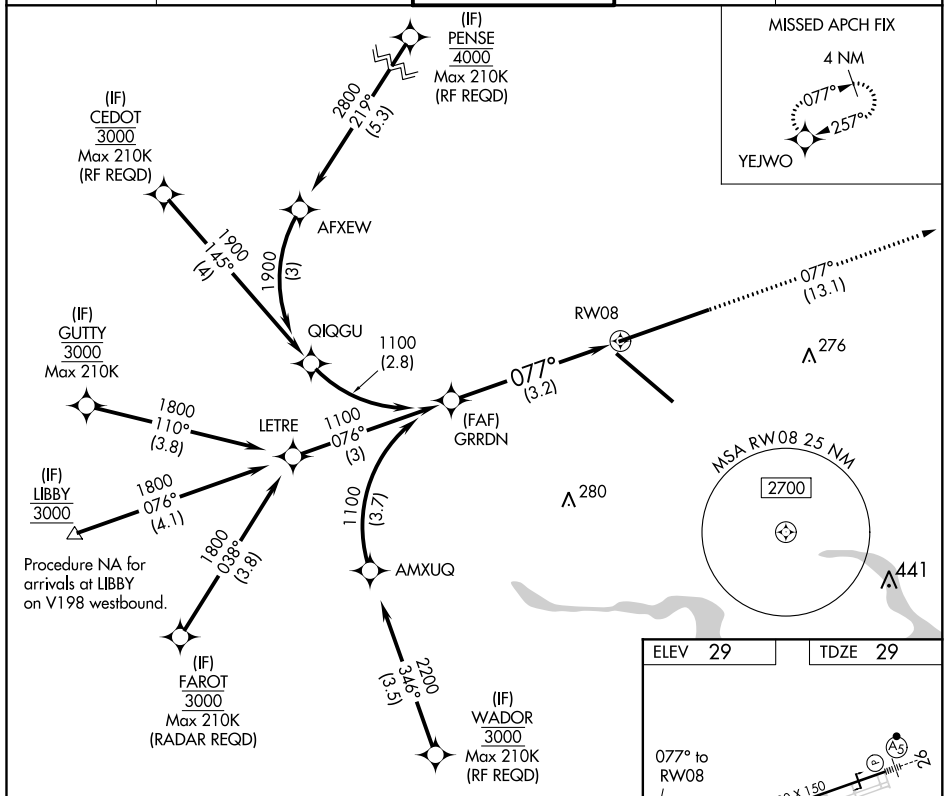 (IF)
PENSE
4000
Max 210K
(RF REQD)
2800
219°
(5.3)
MISSED APCH FIX
4 NM
077°
257°
YEJWO
(IF)
CEDOT
3000
Max 210K
(RF REQD)
1900
145°
(4)
AFXEW
1900
(3)
QIQGU
1100
(2.8)
RW08
077°
(13.1)
276
(IF)
GUTTY
3000
Max 210K
1800
110°
(3.8)
LETRE
1100
076°
(3)
077°
(3.2)
(FAF)
GRRDN
(IF)
LIBBY
3000
1800
076°
(4.1)
Procedure NA for
arrivals at LIBBY
on V198 westbound.
1800
038°
(3.8)
1100
(3.7)
AMXUQ
280
MSA RW08 25 NM
2700
441
(IF)
FAROT
3000
Max 210K
(RADAR REQD)
2200
346°
(3.5)
(IF)
WADOR
3000
Max 210K
(RF REQD)
ELEV 29
TDZE 29
077° to
RW08
P
A5
26
X 150